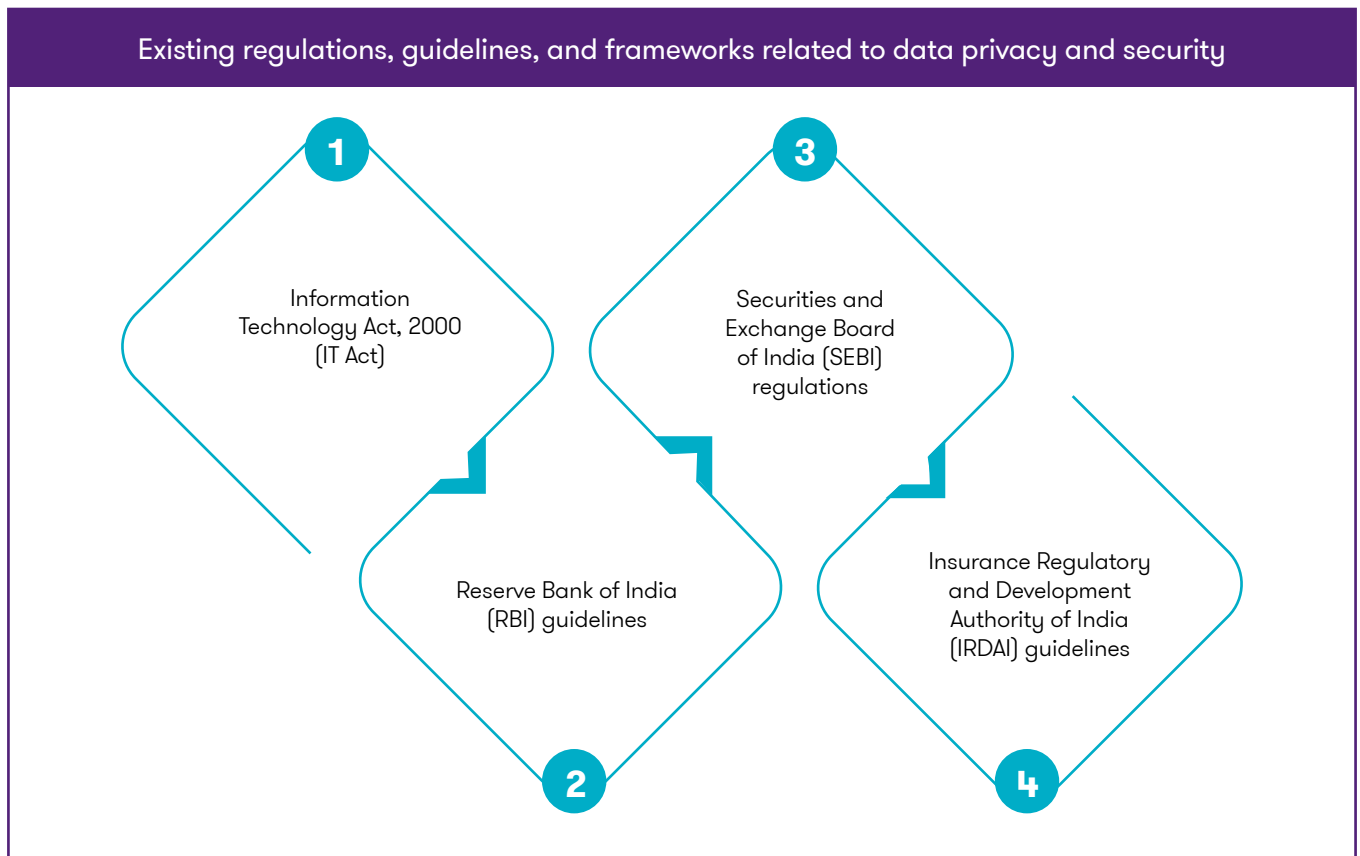 Existing regulations, guidelines, and frameworks related to data privacy and security
1
Information
Technology Act, 2000
(IT Act)
2
Reserve Bank of India
(RBI) guidelines
3
Securities and
Exchange Board
of India (SEBI)
regulations
4
Insurance Regulatory
and Development
Authority of India
(IRDAI) guidelines